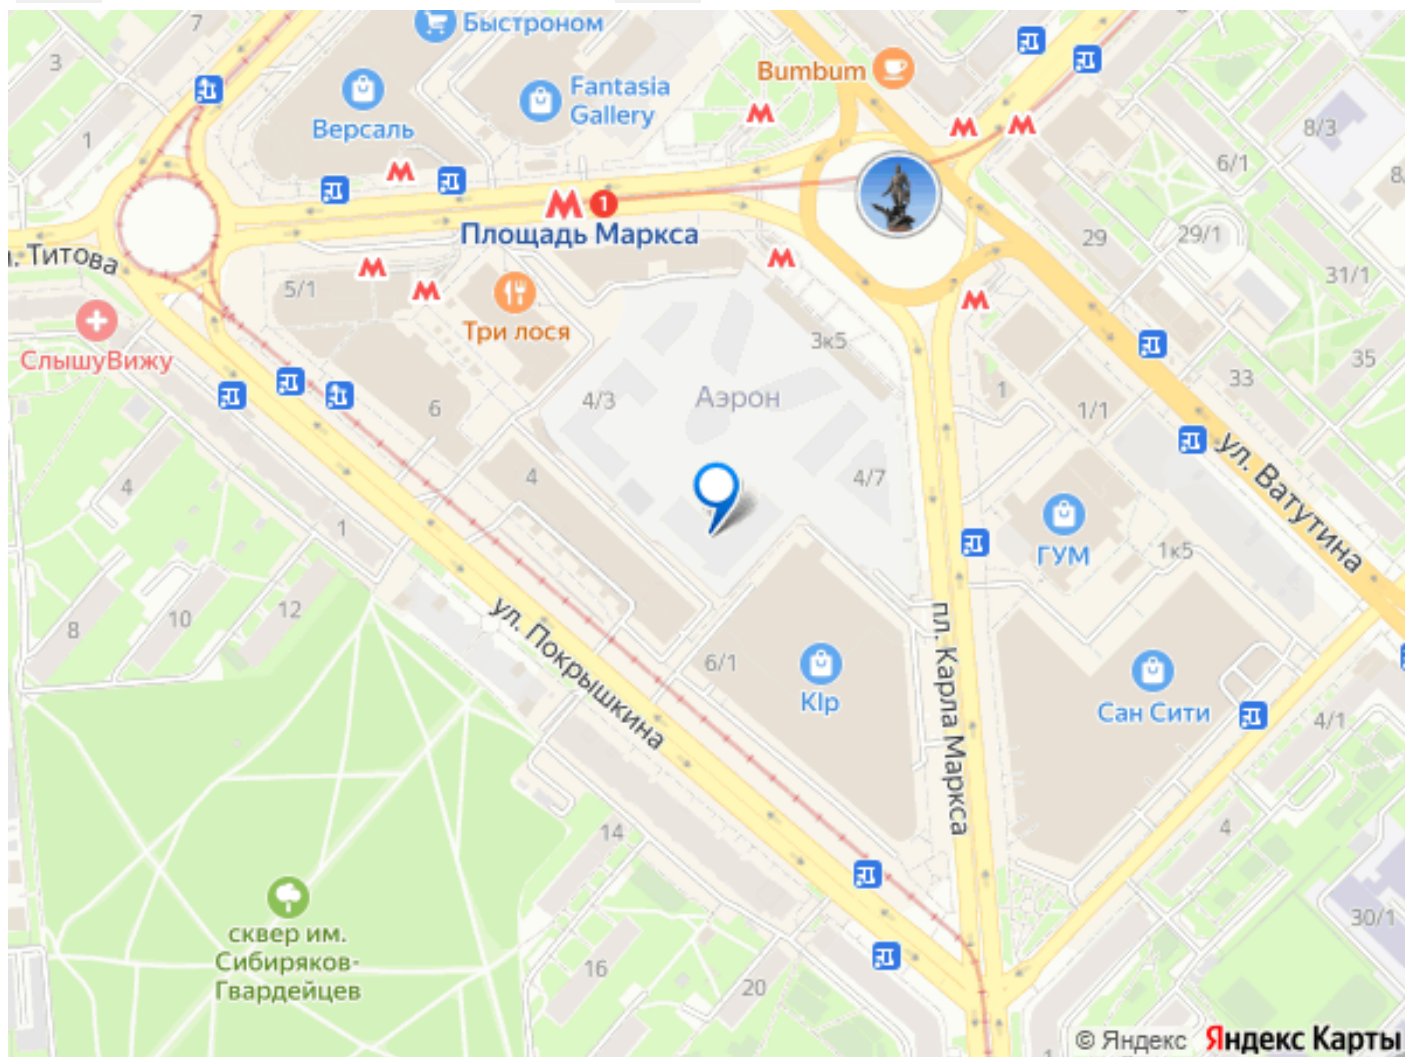 7
Быстроном
3
Bumbum
Fantasia
Gallery
Версаль
1
8/3
6/1
8/
М
М
М
М
М
М 1
Площадь Маркса
29
29/1
. Титова
М
М
М
М
5/1
31/1
СлышуВижу
Три лося
3к5
35
33
4/3
Аэрон
6
1
1/1
ул. Ватутина
4
4
4/7
1
ГУМ
1к5
12
10
8
ул. Покрышкина
пл. Карла Маркса
6/1
Klp
Сан Сити
4/1
14
4
сквер им.
Сибиряков-
Гвардейцев
30/1
16
20
1
© Яндекс Яндекс Карты